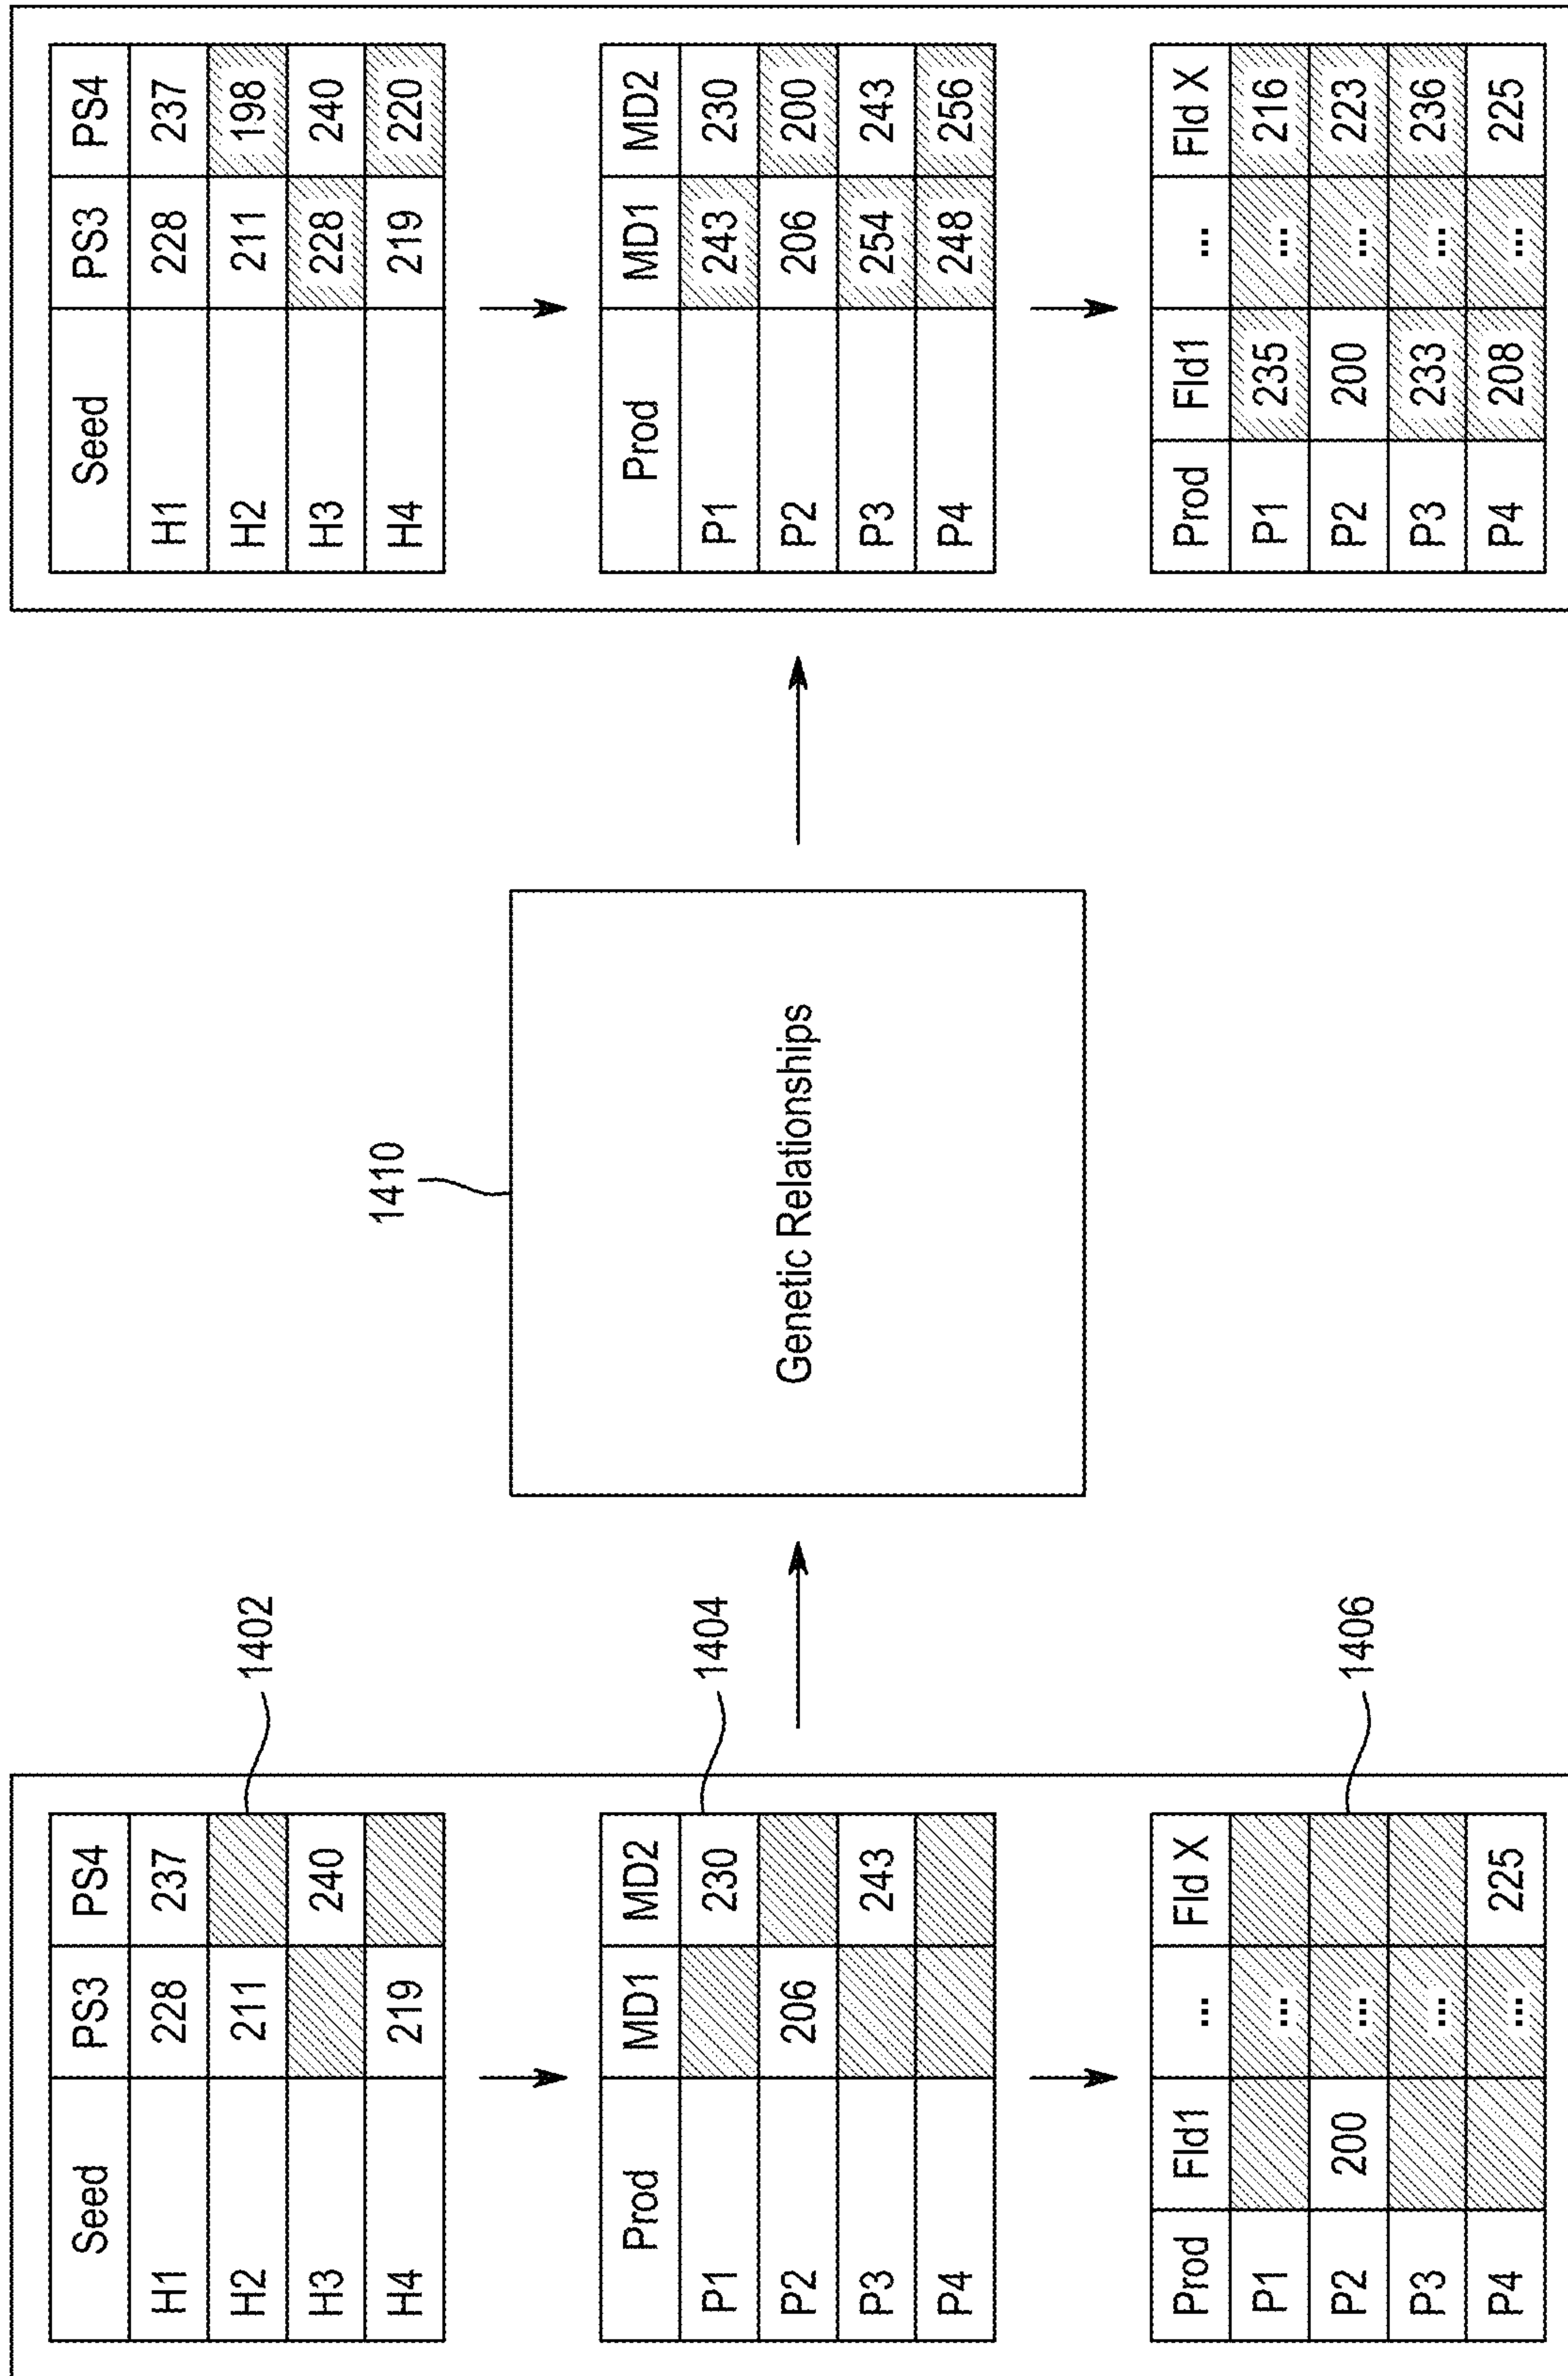 Seed PS3 PS4
H1 228 237
H2 211
H3 240
H4 219
1402
Prod MD1 MD2
P1 230
P2 206
P3 243
P4
1404
Prod Fld1 ... Fld X
P1 ...
P2 200 ...
P3 ...
P4 ... 225
1406
1410
Genetic Relationships
Seed PS3 PS4
H1 228 237
H2 211 198
H3 228 240
H4 219 220
Prod MD1 MD2
P1 243 230
P2 206 200
P3 254 243
P4 248 256
Prod Fld1 ... Fld X
P1 235 ... 216
P2 200 ... 223
P3 233 ... 236
P4 208 ... 225